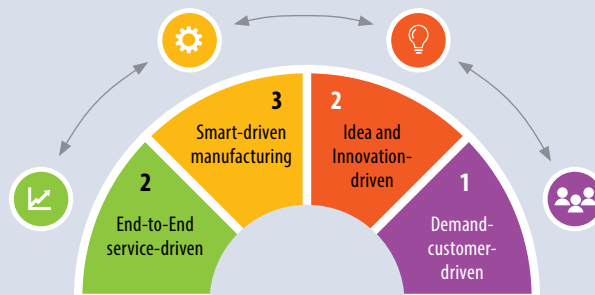 3
Smart-driven
manufacturing
2
Idea and
Innovation-
driven
2
End-to-End
service-driven
1
Demand-
customer-
driven